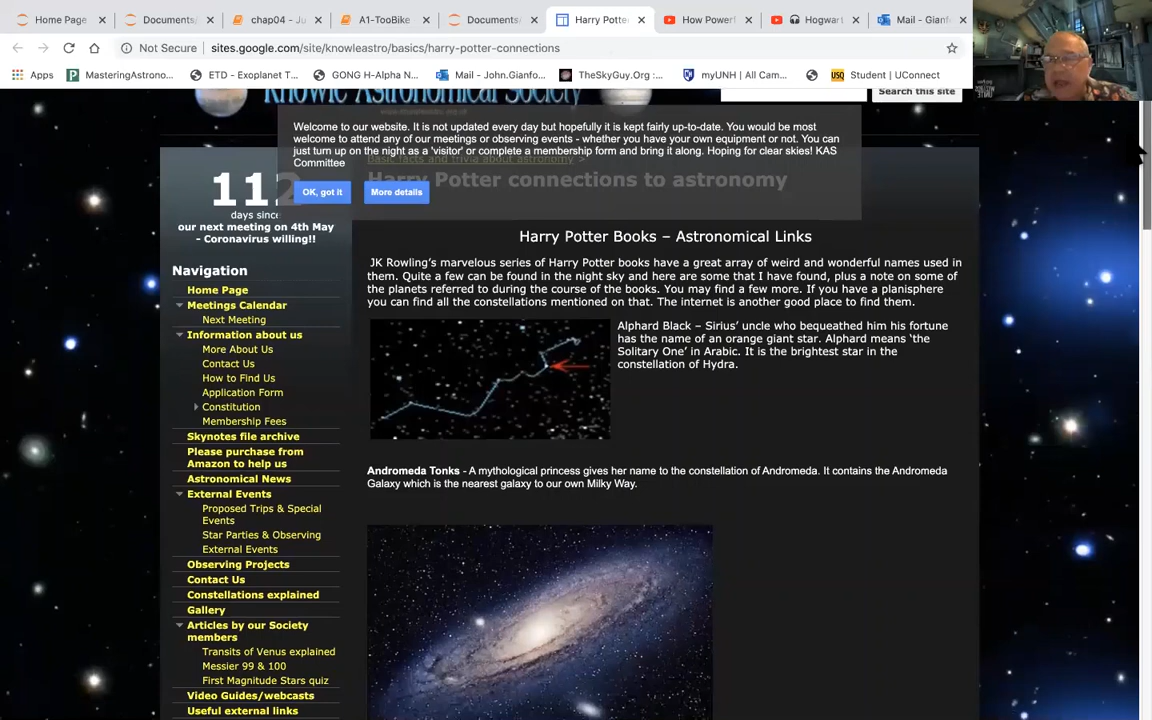 Home Page
Documents/
chap04 - Ju
A1-TooBike
Documents/
Harry Potte
How Powerf
Hogwart
Mail - Gianf
Not Secure
sites.google.com/site/knowleastro/basics/harry-potter-connections
Apps
MasteringAstrono...
ETD - Exoplanet T...
GONG H-Alpha N...
Mail - John.Gianfo...
TheSkyGuy.Org :...
myUNH | All Cam...
Student | UConnect
Knowle Astronomical Society
Search this site
Welcome to our website. It is not updated every day but hopefully it is kept fairly up-to-date. You would be most
welcome to attend any of our meetings or observing events - whether you have your own equipment or not. You can
just turn up on the night as a 'visitor' or complete a membership form and bring it along. Hoping for clear skies! KAS
Committee
OK, got it
More details
Basic facts and trivia about astronomy >
Harry Potter connections to astronomy
112
days since
our next meeting on 4th May
- Coronavirus willing!!
Navigation
Home Page
Meetings Calendar
Next Meeting
Information about us
More About Us
Contact Us
How to Find Us
Application Form
Constitution
Membership Fees
Skynotes file archive
Please purchase from
Amazon to help us
Astronomical News
External Events
Proposed Trips & Special
Events
Star Parties & Observing
External Events
Observing Projects
Contact Us
Constellations explained
Gallery
Articles by our Society
members
Transits of Venus explained
Messier 99 & 100
First Magnitude Stars quiz
Video Guides/webcasts
Useful external links
Harry Potter Books – Astronomical Links
JK Rowling's marvelous series of Harry Potter books have a great array of weird and wonderful names used in
them. Quite a few can be found in the night sky and here are some that I have found, plus a note on some of
the planets referred to during the course of the books. You may find a few more. If you have a planisphere
you can find all the constellations mentioned on that. The internet is another good place to find them.
Alphard Black – Sirius' uncle who bequeathed him his fortune
has the name of an orange giant star. Alphard means 'the
Solitary One' in Arabic. It is the brightest star in the
constellation of Hydra.
Andromeda Tonks - A mythological princess gives her name to the constellation of Andromeda. It contains the Andromeda
Galaxy which is the nearest galaxy to our own Milky Way.